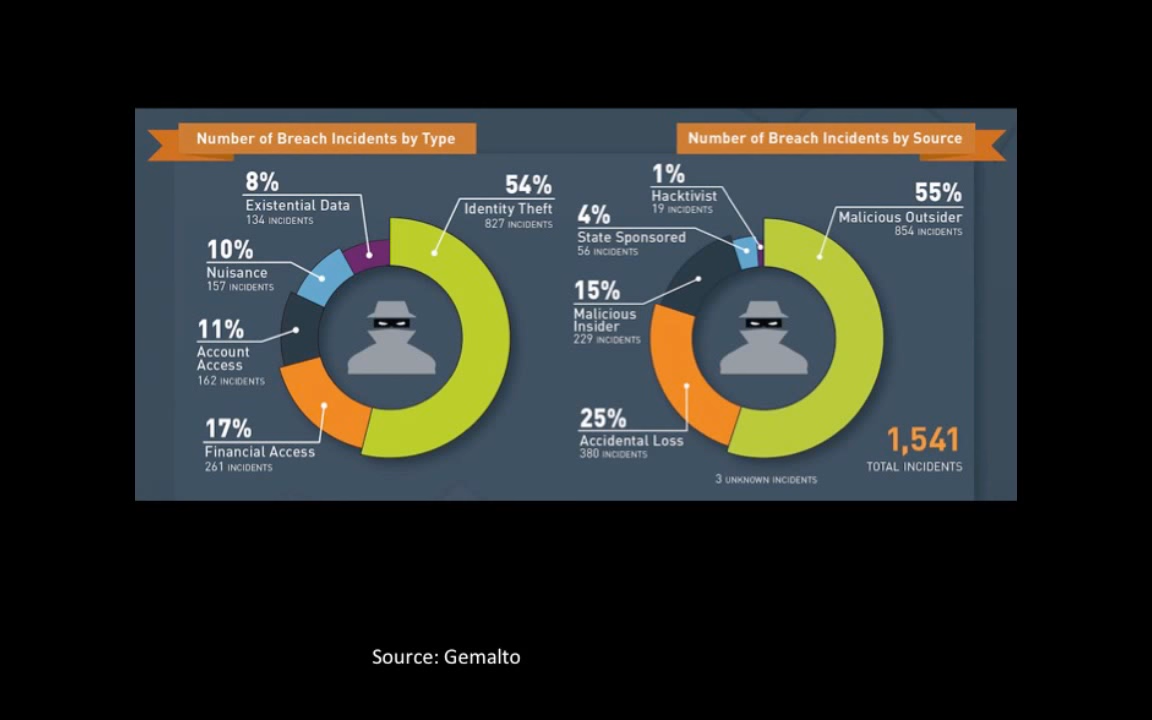 Number of Breach Incidents by Type
8%
Existential Data
134 INCIDENTS
54%
Identity Theft
827 INCIDENTS
10%
Nuisance
157 INCIDENTS
11%
Account
Access
162 INCIDENTS
17%
Financial Access
261 INCIDENTS
Number of Breach Incidents by Source
1%
Hacktivist
19 INCIDENTS
55%
Malicious Outsider
854 INCIDENTS
4%
State Sponsored
56 INCIDENTS
15%
Malicious
Insider
229 INCIDENTS
25%
Accidental Loss
380 INCIDENTS
3 UNKNOWN INCIDENTS
1,541
TOTAL INCIDENTS
Source: Gemalto